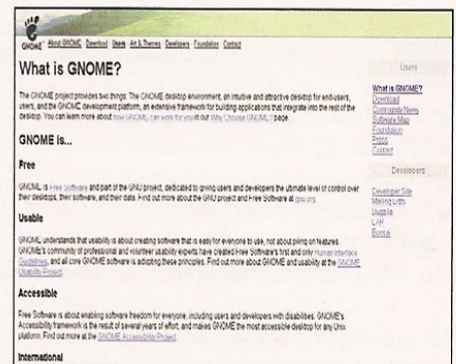 GNOME™ About GNOME Download Users Art & Themes Developers Foundation Contact
What is GNOME?
The GNOME project provides two things: The GNOME desktop environment, an intuitive and attractive desktop for end-users,
users, and the GNOME development platform, an extensive framework for building applications that integrate into the rest of the
desktop. You can learn more about how GNOME can work for you in our Why Choose GNOME? page.
GNOME is...
Free
GNOME is Free Software and part of the GNU project, dedicated to giving users and developers the ultimate level of control over
their desktops, their software, and their data. Find out more about the GNU project and Free Software at gnu.org.
Usable
GNOME understands that usability is about creating software that is easy for everyone to use, not about piling on features.
GNOME's community of professional and volunteer usability experts have created Free Software's first and only Human Interface
Guidelines, and all core GNOME software is adopting these principles. Find out more about GNOME and usability at the GNOME
Usability Project.
Accessible
Free Software is about enabling software freedom for everyone, including users and developers with disabilities. GNOME's
Accessibility framework is the result of several years of effort, and makes GNOME the most accessible desktop for any Unix
platform. Find out more at the GNOME Accessibility Project.
International
Users
What is GNOME?
Download
Community News
Software Map
Foundation
Press
Contact
Developers
Developer Site
Mailing Lists
Bugzilla
LXR
Bonsai